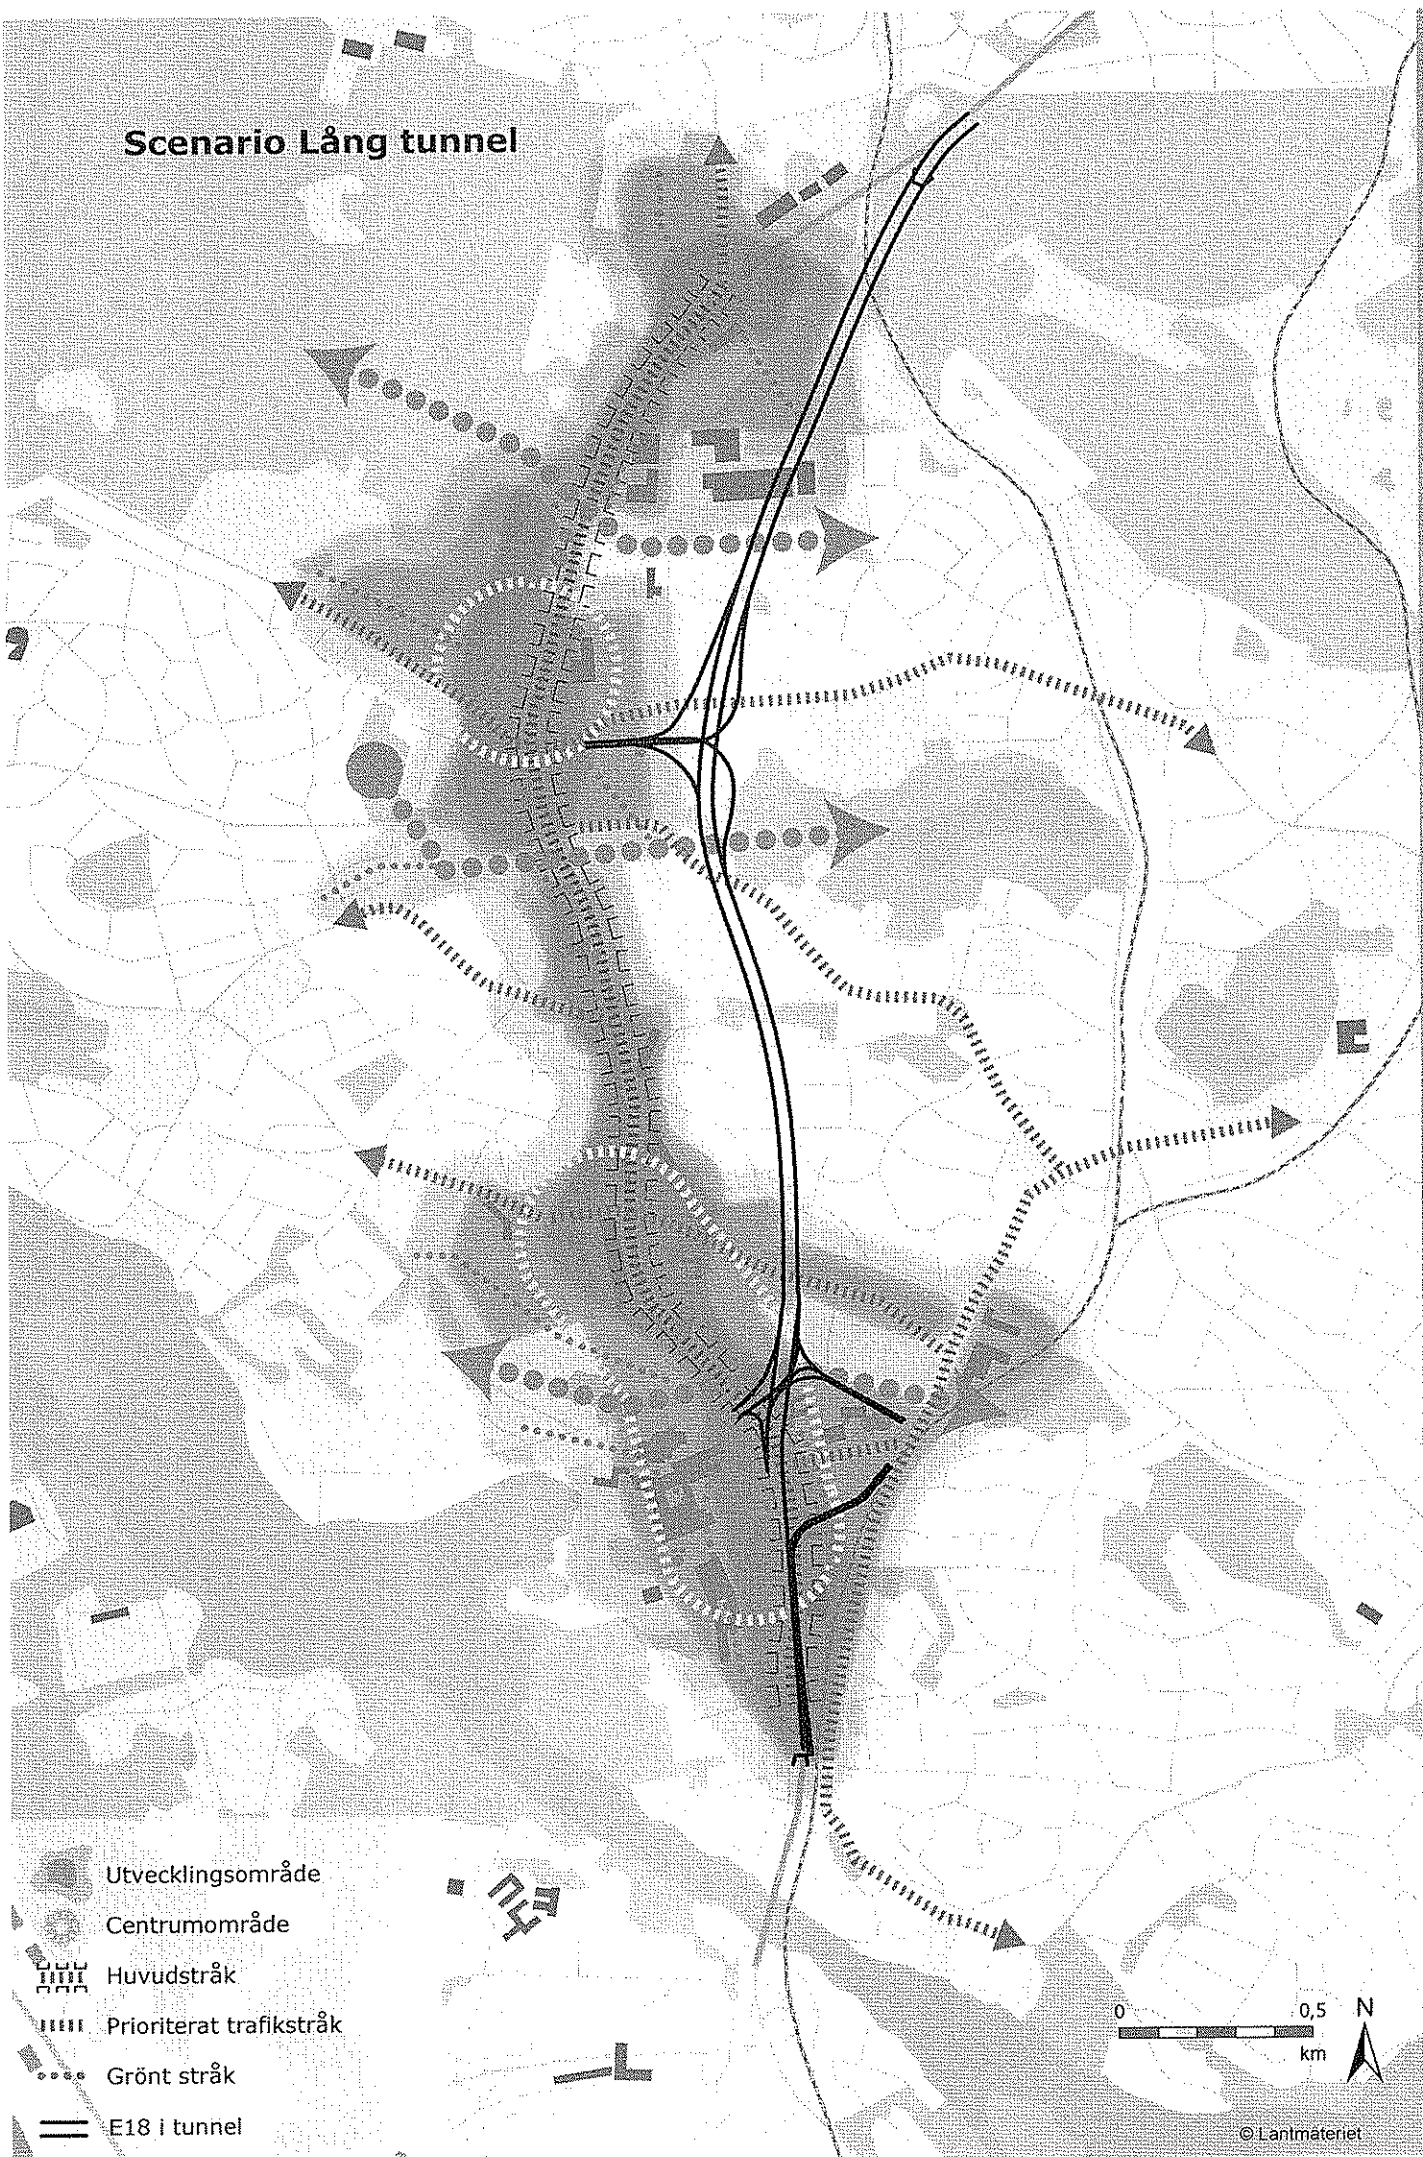 Scenario Lång tunnel
Utvecklingsområde
Centrumområde
Huvudstråk
Prioriterat trafikstråk
Grönt stråk
E18 i tunnel
0 0,5
km
N
© Lantmäteriet